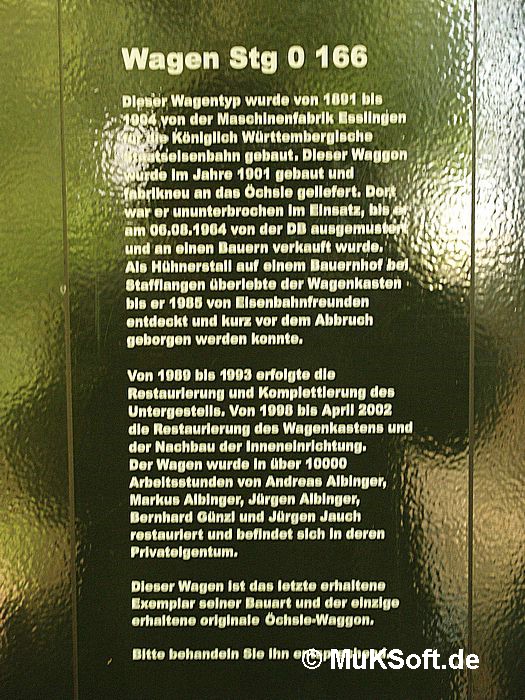 Wagen Stg 0 166
Dieser Wagentyp wurde von 1891 bis
1904 von der Maschinenfabrik Esslingen
für die Königlich Württembergische
Staatseisenbahn gebaut. Dieser Waggon
wurde im Jahre 1901 gebaut und
fabrikneu an das Öchsle geliefert. Dort
war er ununterbrochen im Einsatz, bis er
am 06.08.1964 von der DB ausgemustert
und an einen Bauern verkauft wurde.
Als Hühnerstall auf einem Bauernhof bei
Stafflangen überlebte der Wagenkasten
bis er 1985 von Eisenbahnfreunden
entdeckt und kurz vor dem Abbruch
geborgen werden konnte.
Von 1989 bis 1993 erfolgte die
Restaurierung und Komplettierung des
Untergestells. Von 1998 bis April 2002
die Restaurierung des Wagenkastens und
der Nachbau der Inneneinrichtung.
Der Wagen wurde in über 10000
Arbeitsstunden von Andreas Albinger,
Markus Albinger, Jürgen Albinger,
Bernhard Günzl und Jürgen Jauch
restauriert und befindet sich in deren
Privateigentum.
Dieser Wagen ist das letzte erhaltene
Exemplar seiner Bauart und der einzige
erhaltene originale Öchsle-Waggon.
Bitte behandeln Sie ihn entsprechend.
© MuKSoft.de